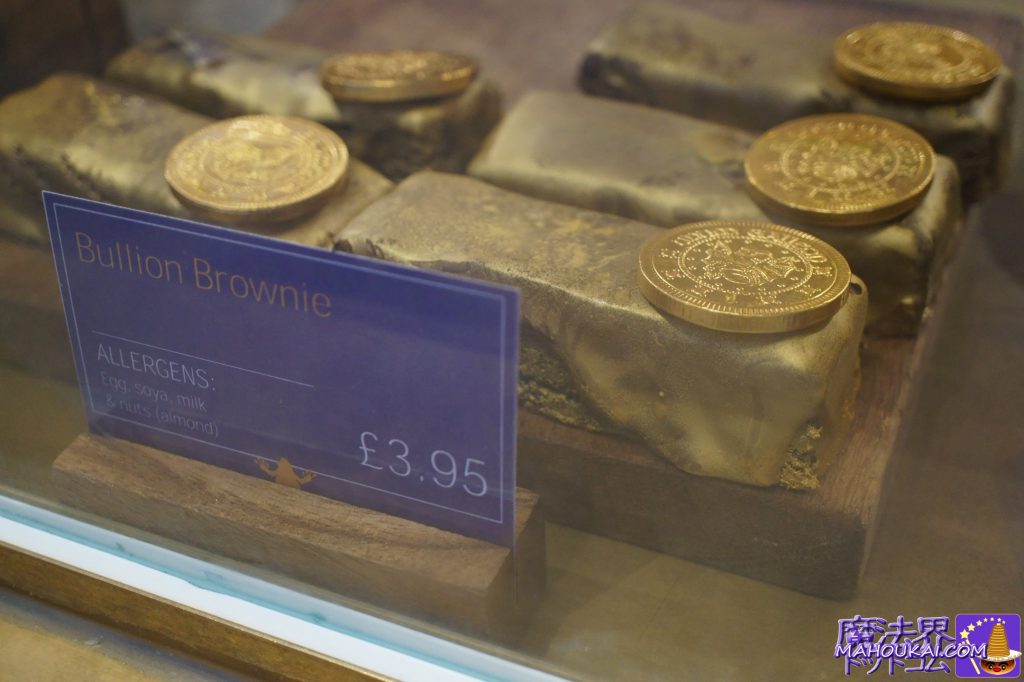 Bullion Brownie
ALLERGENS:
Egg, soya, milk
& nuts (almond)
£3.95
魔法界
ドットコム
MAHOUKAI.COM